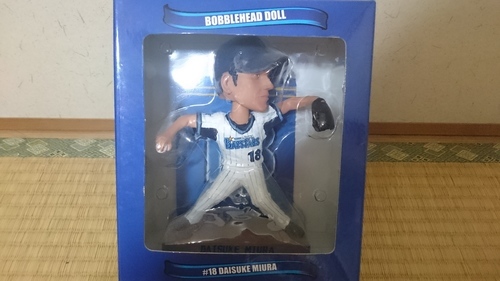 BOBBLEHEAD DOLL
BAYSTARS
18
DAISUKE MIURA
#18 DAISUKE MIURA